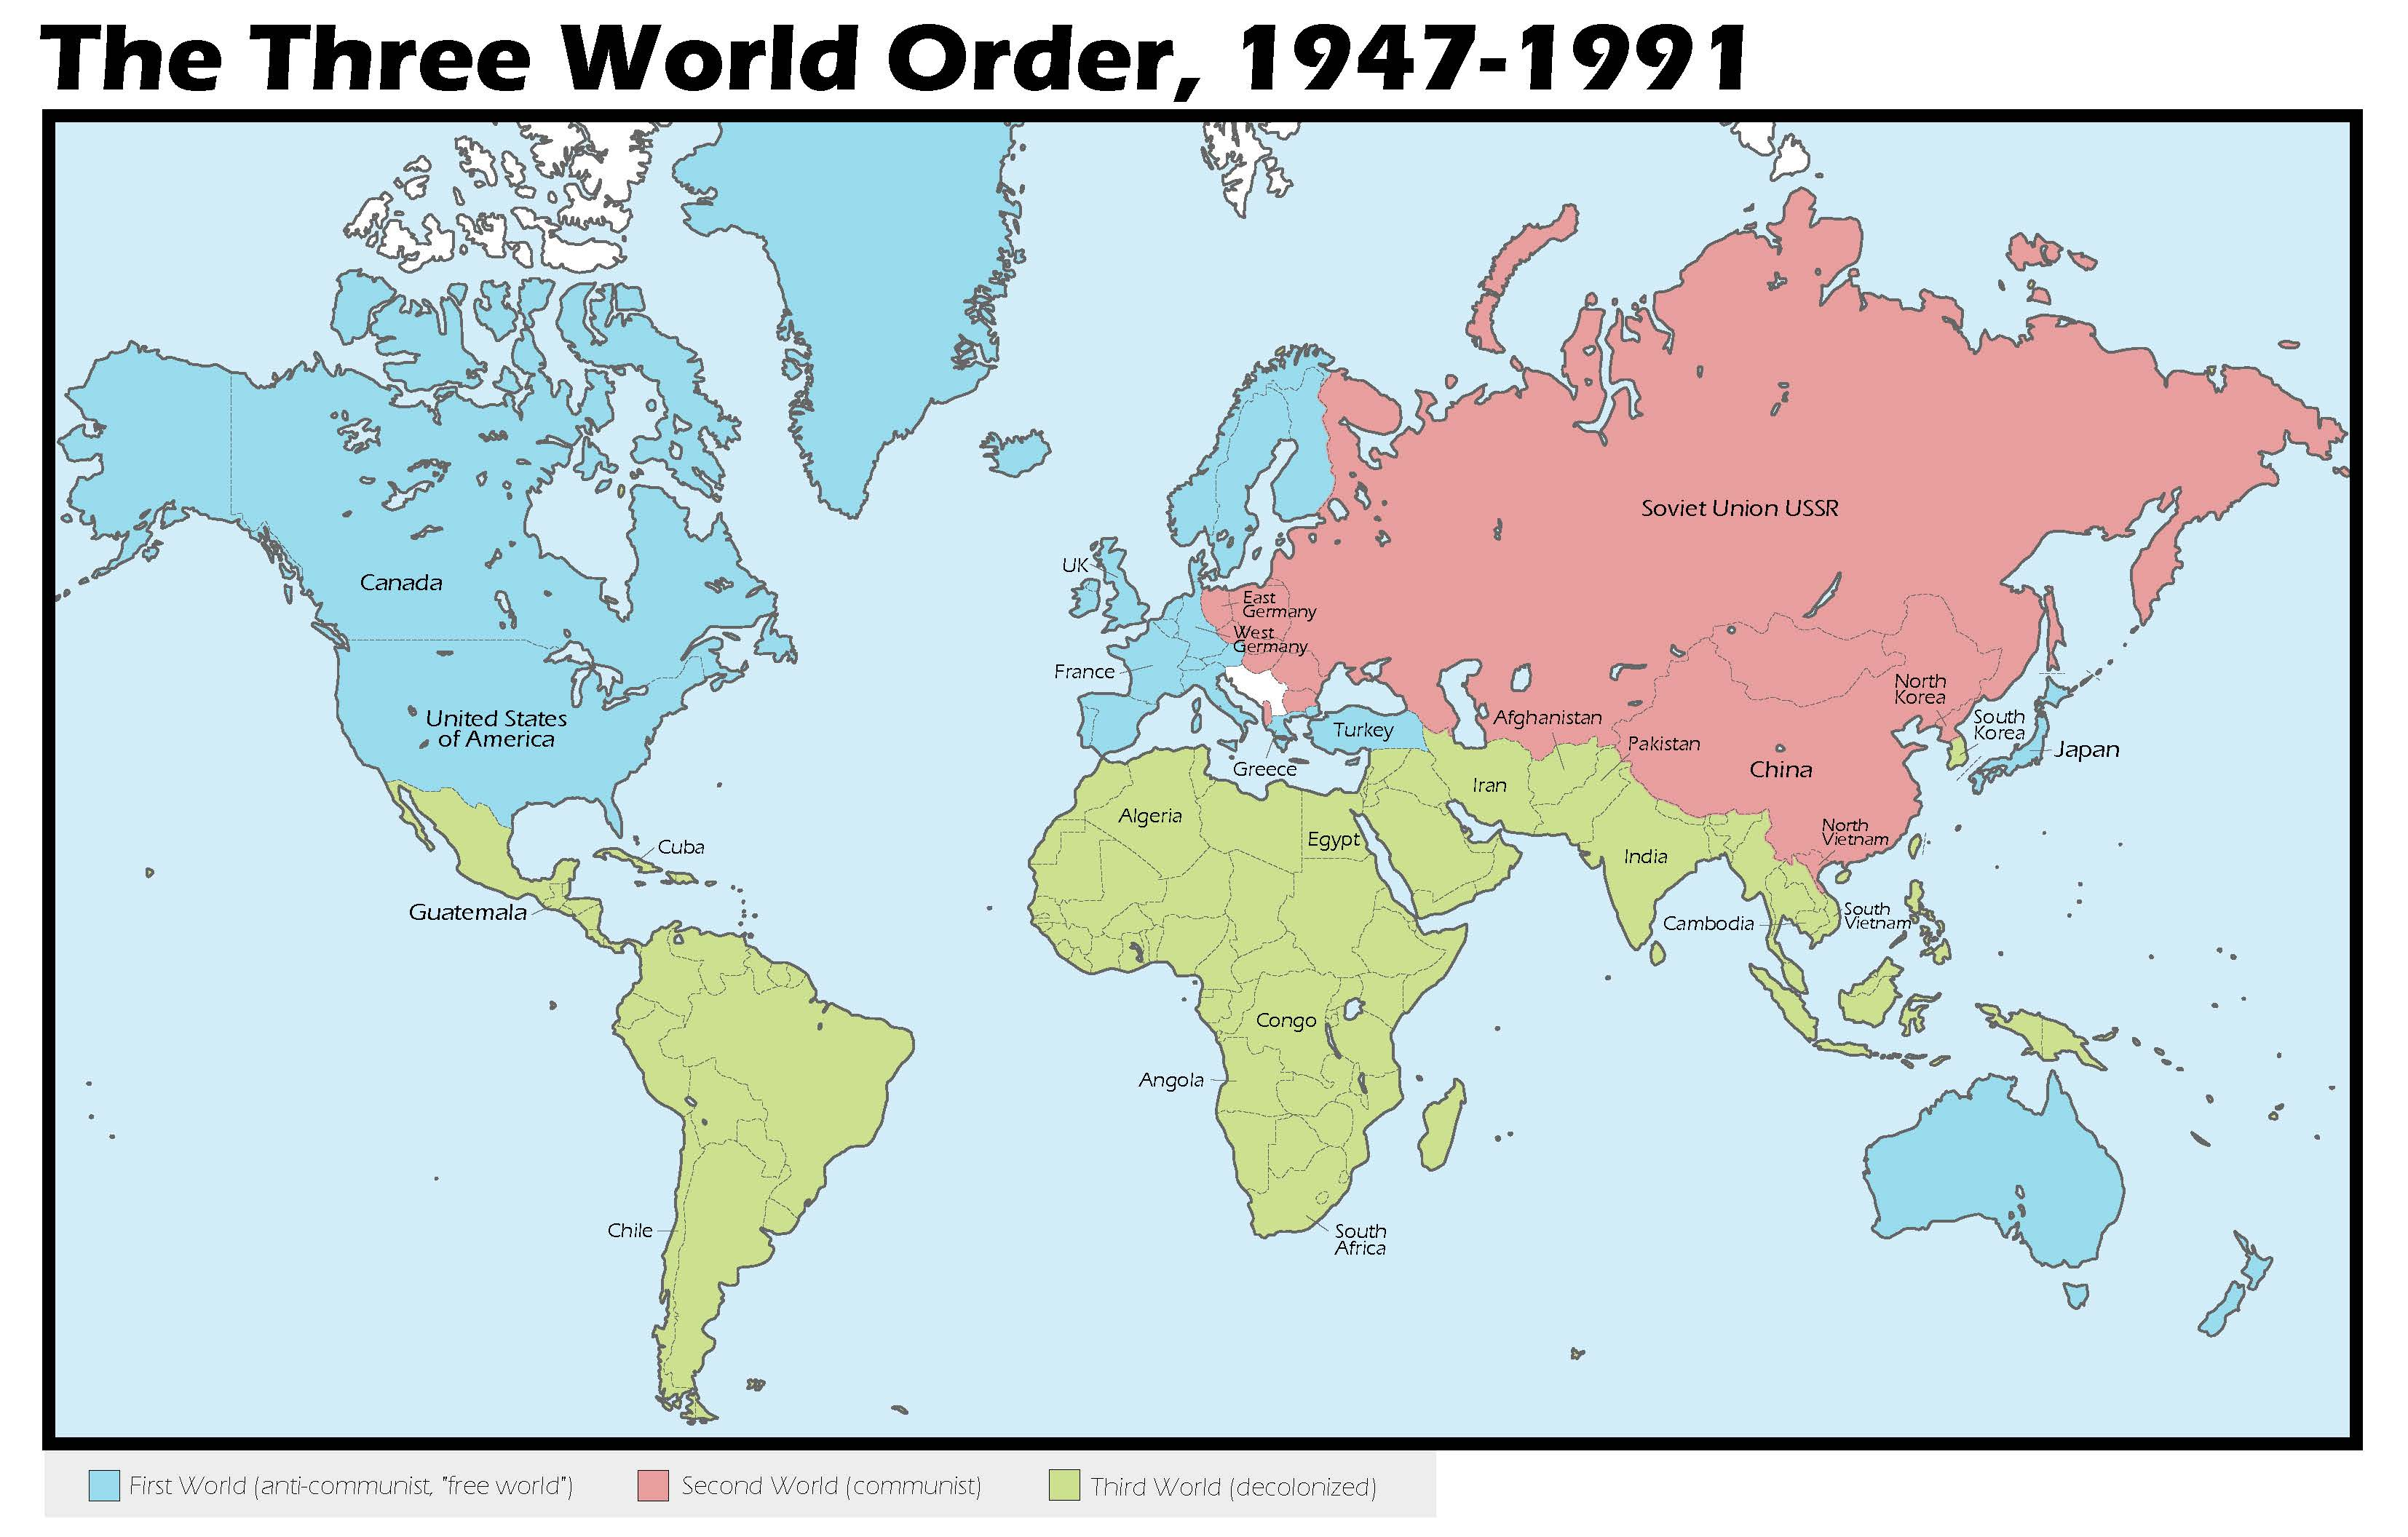 The Three World Order, 1947-1991
Canada
United States
of America
Guatemala
Cuba
Chile
UK
France
East
Germany
West
Germany
Greece
Turkey
Soviet Union USSR
Afghanistan
Pakistan
Iran
India
China
North
Korea
South
Korea
Japan
North
Vietnam
South
Vietnam
Cambodia
Algeria
Egypt
Congo
Angola
South
Africa
First World (anti-communist, "free world")
Second World (communist)
Third World (decolonized)